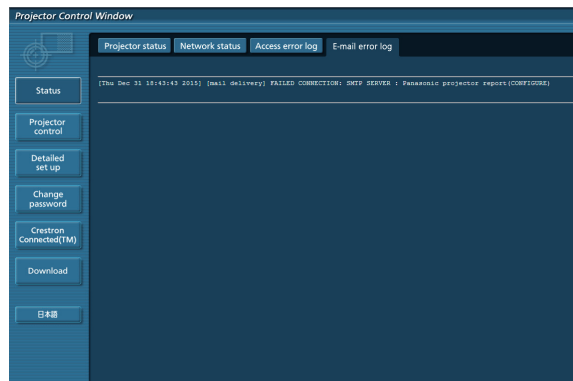 Projector Control Window
Projector status
Network status
Access error log
E-mail error log
[Thu Dec 31 18:43:43 2015] [mail delivery] FAILED CONNECTION: SMTP SERVER : Panasonic projector report(CONFIGURE)
Status
Projector
control
Detailed
set up
Change
password
Crestron
Connected(TM)
Download
日本語